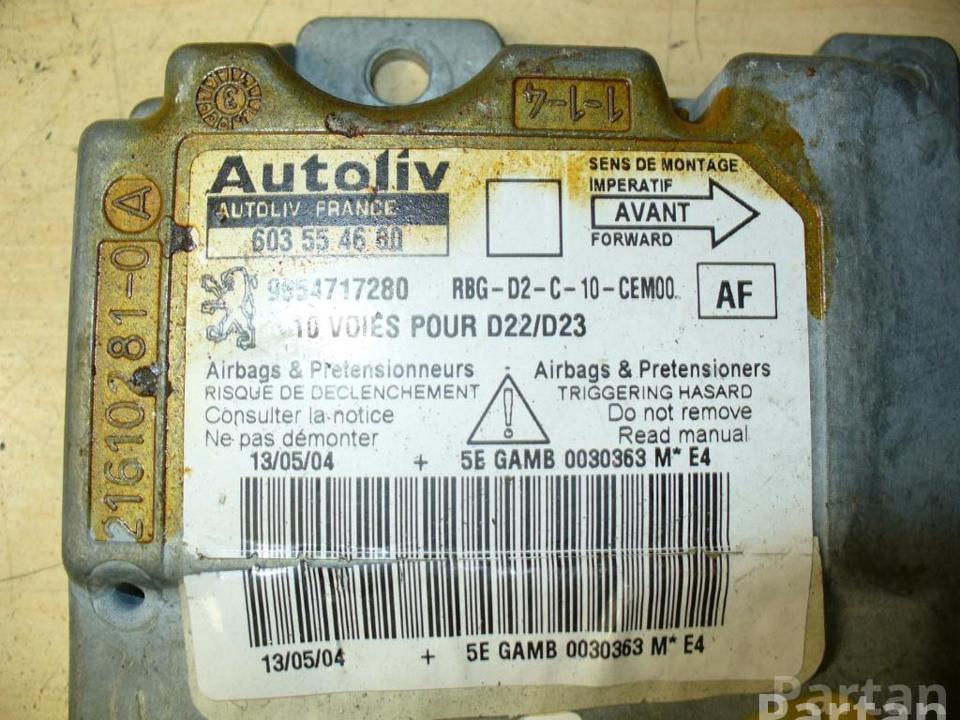 3
1-1-4
A
21610281-0
Autoliv
AUTOLIV FRANCE
603 55 46 80
SENS DE MONTAGE
IMPERATIF
AVANT
FORWARD
9654717280 RBG-D2-C-10-CEM00 AF
10 VOIES POUR D22/D23
Airbags & Pretensionneurs
RISQUE DE DECLENCHEMENT
Consulter la notice
Ne pas démonter
Airbags & Pretensioners
TRIGGERING HASARD
Do not remove
Read manual
13/05/04 + 5E GAMB 0030363 M* E4
13/05/04 + 5E GAMB 0030363 M* E4
Partan
Partan